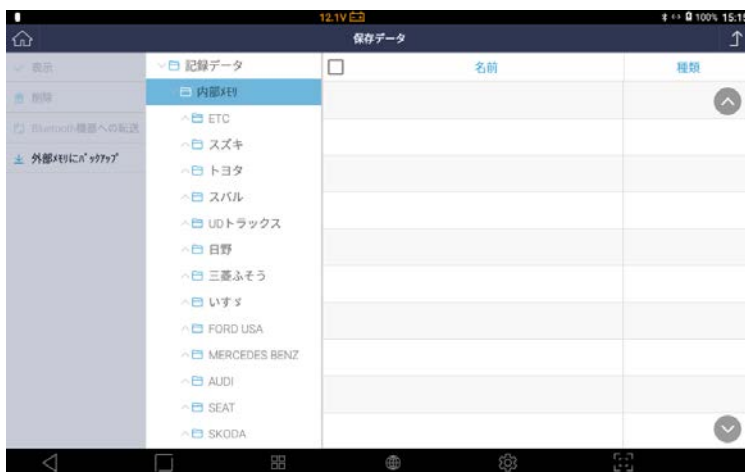 12.1V
100% 15:15
保存データ
表示
削除
Bluetooth機器への転送
外部ﾒﾓﾘにﾊﾞｯｸｱｯﾌﾟ
記録データ
内部ﾒﾓﾘ
ETC
スズキ
トヨタ
スバル
UDトラックス
日野
三菱ふそう
いすゞ
FORD USA
MERCEDES BENZ
AUDI
SEAT
SKODA
名前
種類